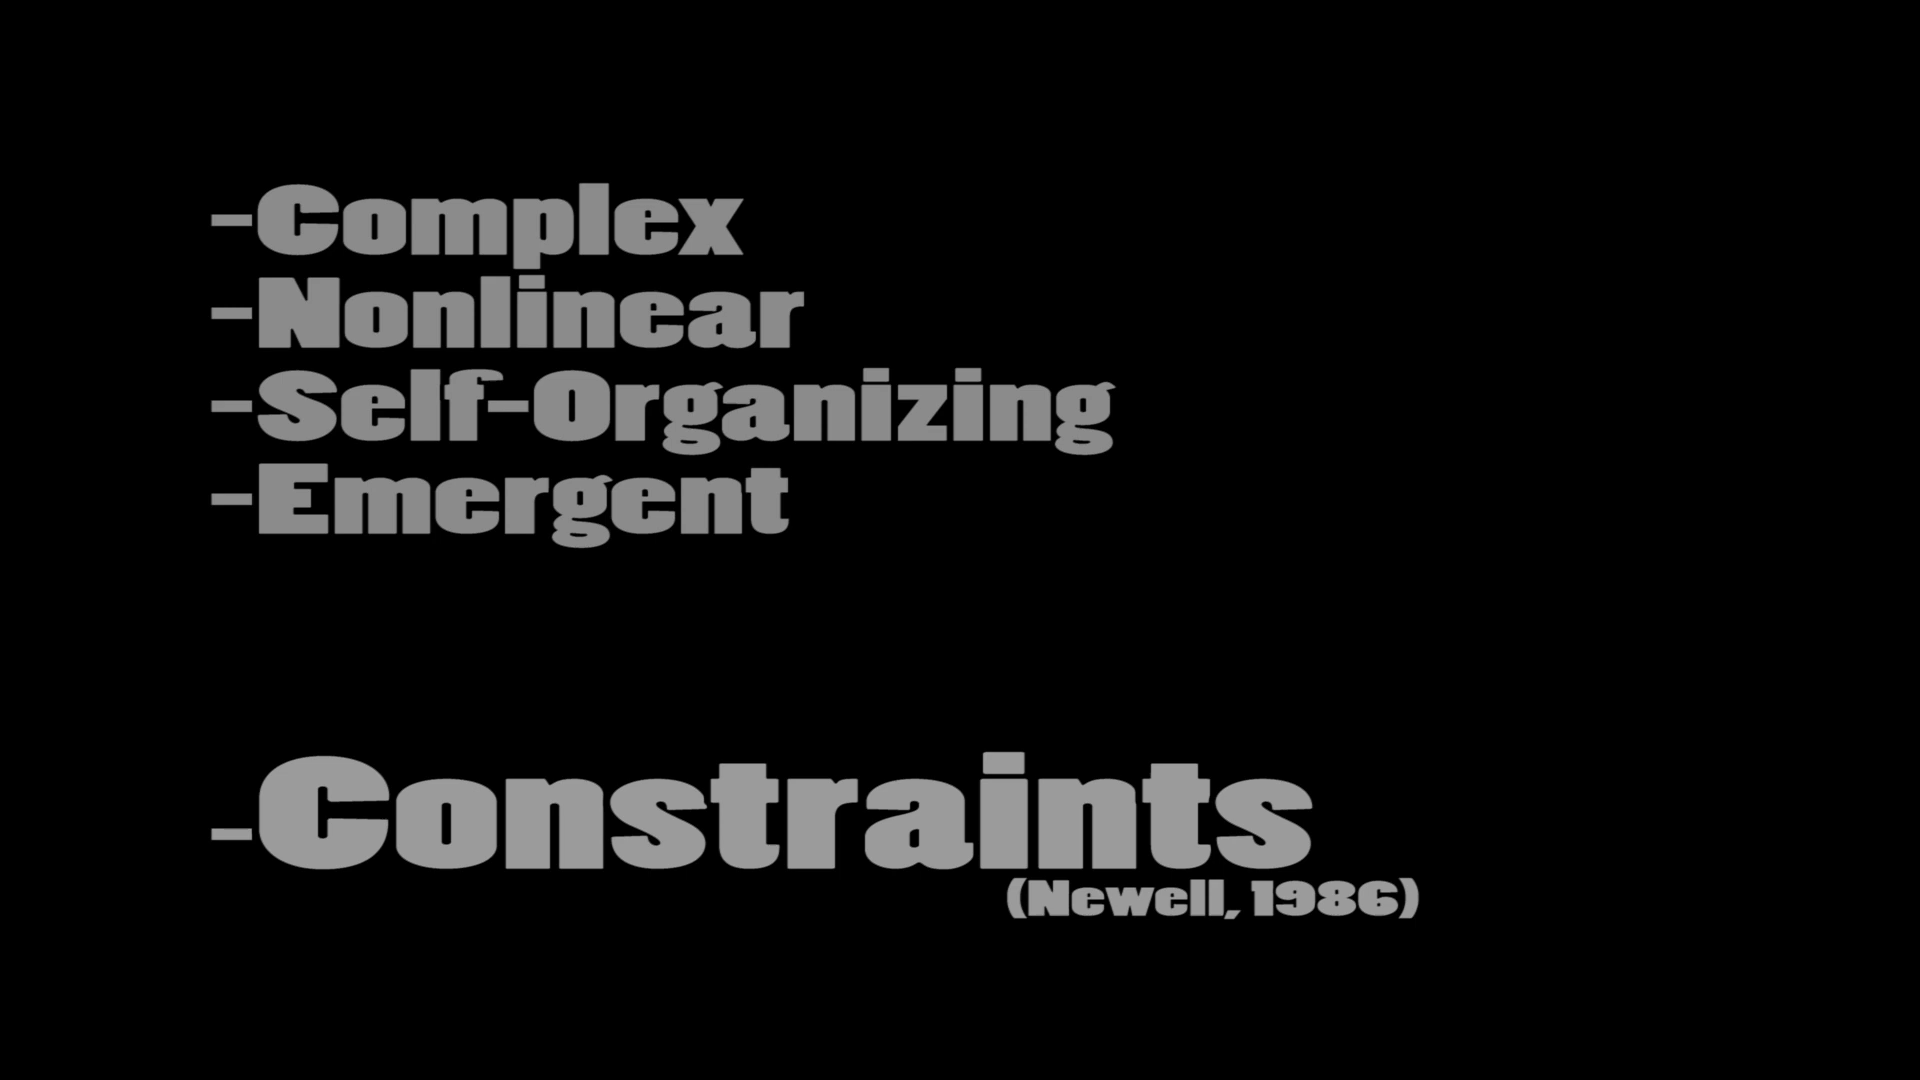 -Complex
-Nonlinear
-Self-Organizing
-Emergent
-Constraints
(Newell, 1986)